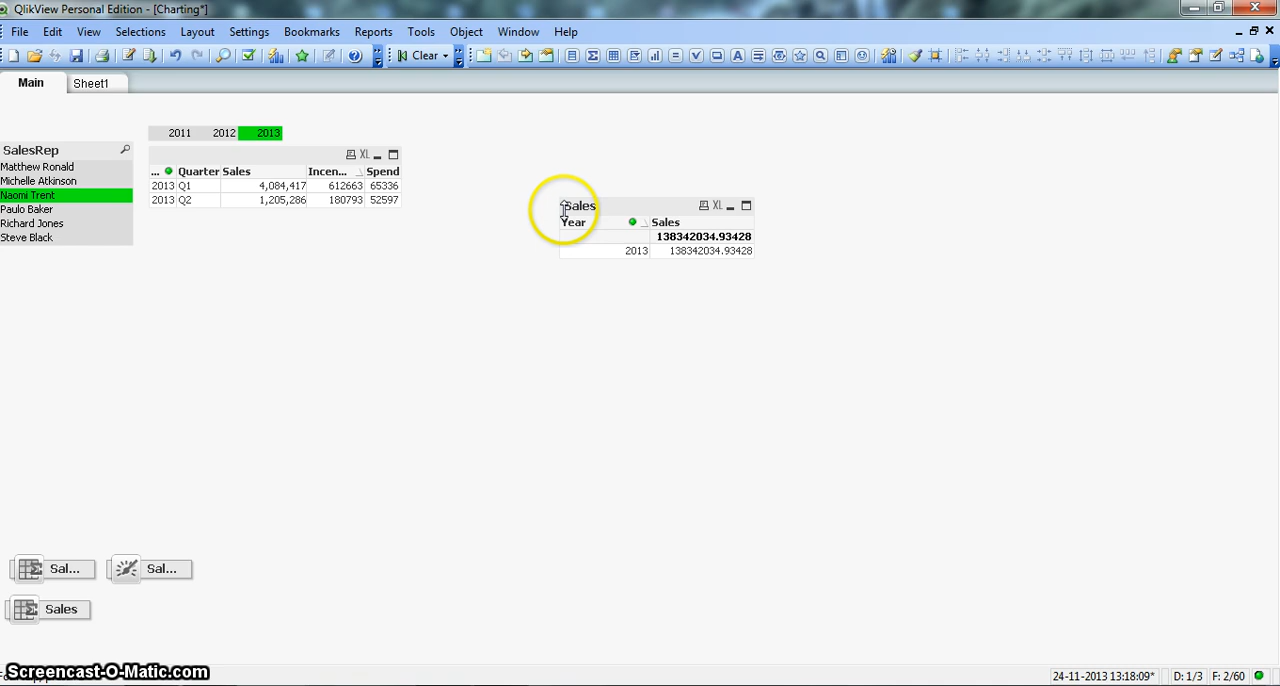 QlikView Personal Edition - [Charting*]
File Edit View Selections Layout Settings Bookmarks Reports Tools Object Window Help
Clear
Main Sheet1
2011 2012 2013
SalesRep
Matthew Ronald
Michelle Atkinson
Naomi Trent
Paulo Baker
Richard Jones
Steve Black
XL
... Quarter Sales Incen... Spend
2013 Q1 4,084,417 612663 65336
2013 Q2 1,205,286 180793 52597
Sales XL
Year Sales
138342034.93428
2013 138342034.93428
Sal... Sal...
Sales
Screencast-O-Matic.com
24-11-2013 13:18:09* D: 1/3 F: 2/60